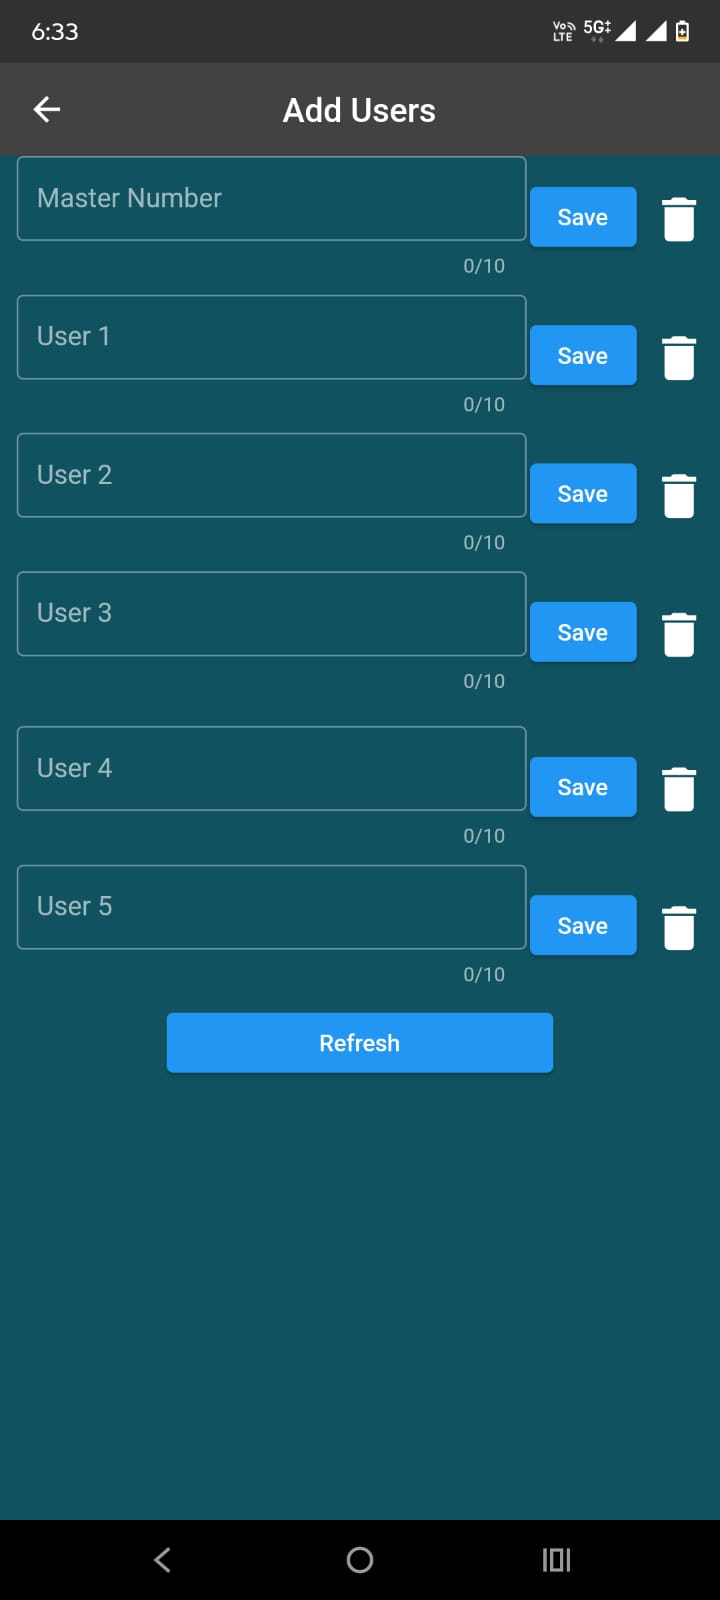 6:33
Vo LTE 5G
Add Users
Master Number
Save
0/10
User 1
Save
0/10
User 2
Save
0/10
User 3
Save
0/10
User 4
Save
0/10
User 5
Save
0/10
Refresh